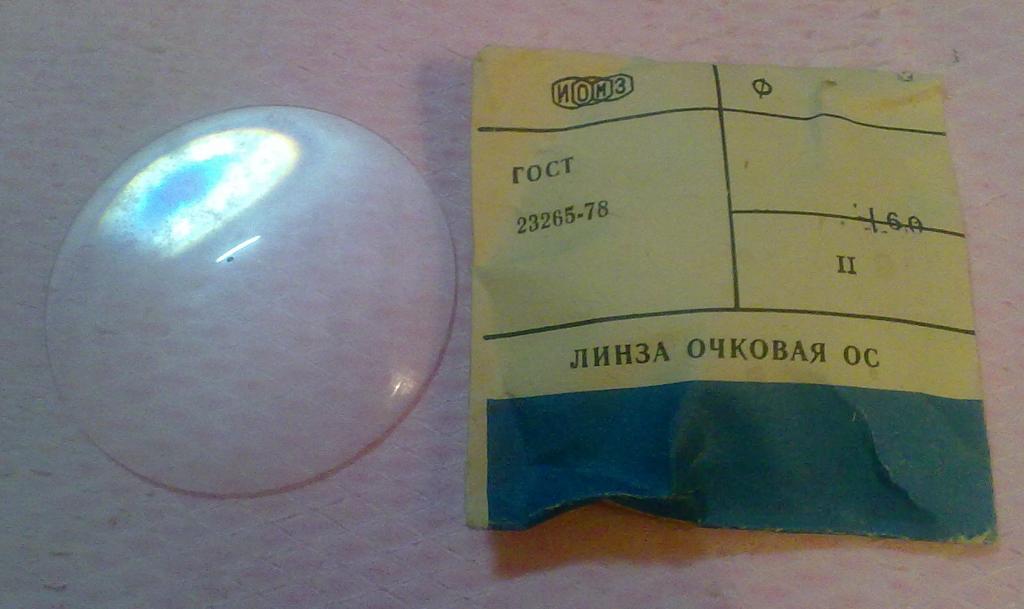 ИОМЗ
Ф
ГОСТ
23265-78
II
ЛИНЗА ОЧКОВАЯ ОС